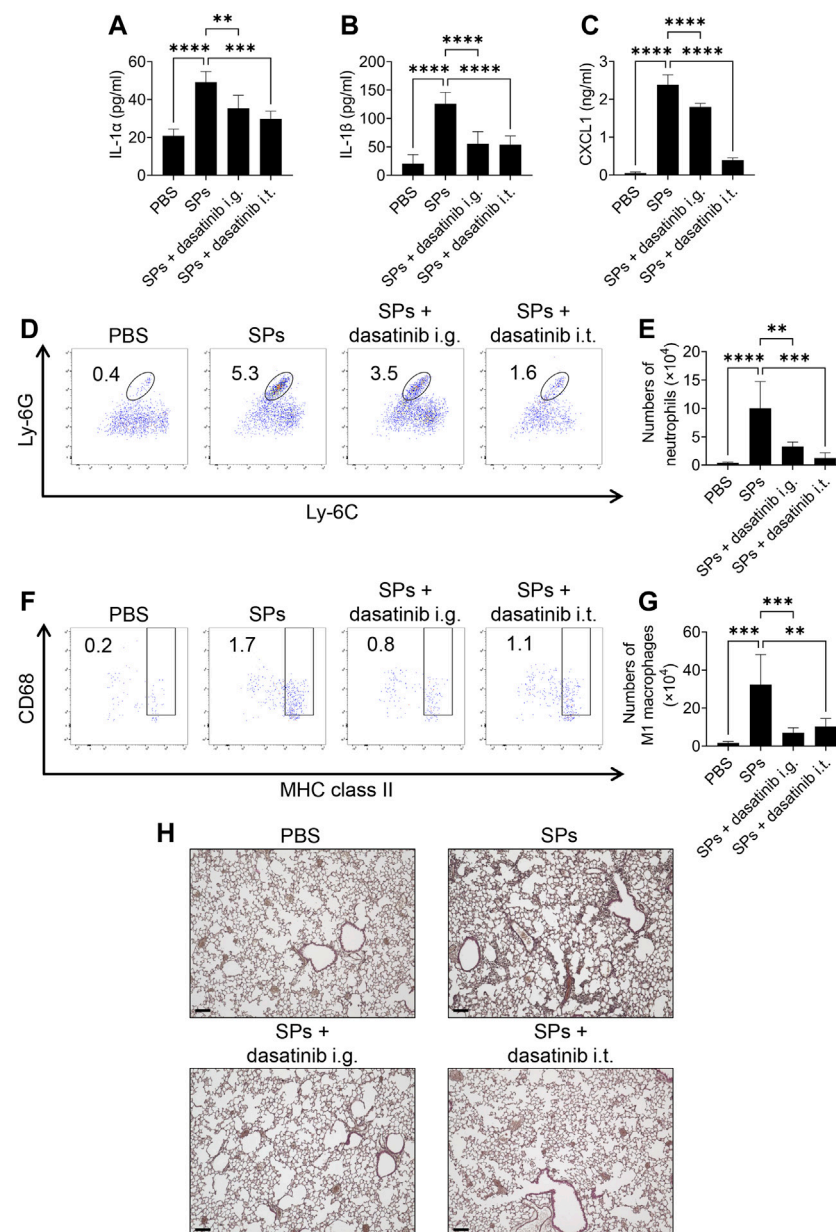 A
** 
**** ***
IL-1α (pg/ml)
60
40
20
0
PBS
SPs
SPs + dasatinib i.g.
SPs + dasatinib i.t.
B
****
**** ****
IL-1β (pg/ml)
200
150
100
50
0
PBS
SPs
SPs + dasatinib i.g.
SPs + dasatinib i.t.
C
****
**** ****
CXCL1 (ng/ml)
3
2
1
0
PBS
SPs
SPs + dasatinib i.g.
SPs + dasatinib i.t.
D
PBS
SPs
SPs +
dasatinib i.g.
SPs +
dasatinib i.t.
0.4
5.3
3.5
1.6
Ly-6G
Ly-6C
E
**
**** ***
Numbers of
neutrophils (×10⁴)
20
15
10
5
0
PBS
SPs
SPs + dasatinib i.g.
SPs + dasatinib i.t.
F
PBS
SPs
SPs +
dasatinib i.g.
SPs +
dasatinib i.t.
0.2
1.7
0.8
1.1
CD68
MHC class II
G
***
*** **
Numbers of
M1 macrophages
(×10⁴)
60
40
20
0
PBS
SPs
SPs + dasatinib i.g.
SPs + dasatinib i.t.
H
PBS
SPs
SPs +
dasatinib i.g.
SPs +
dasatinib i.t.